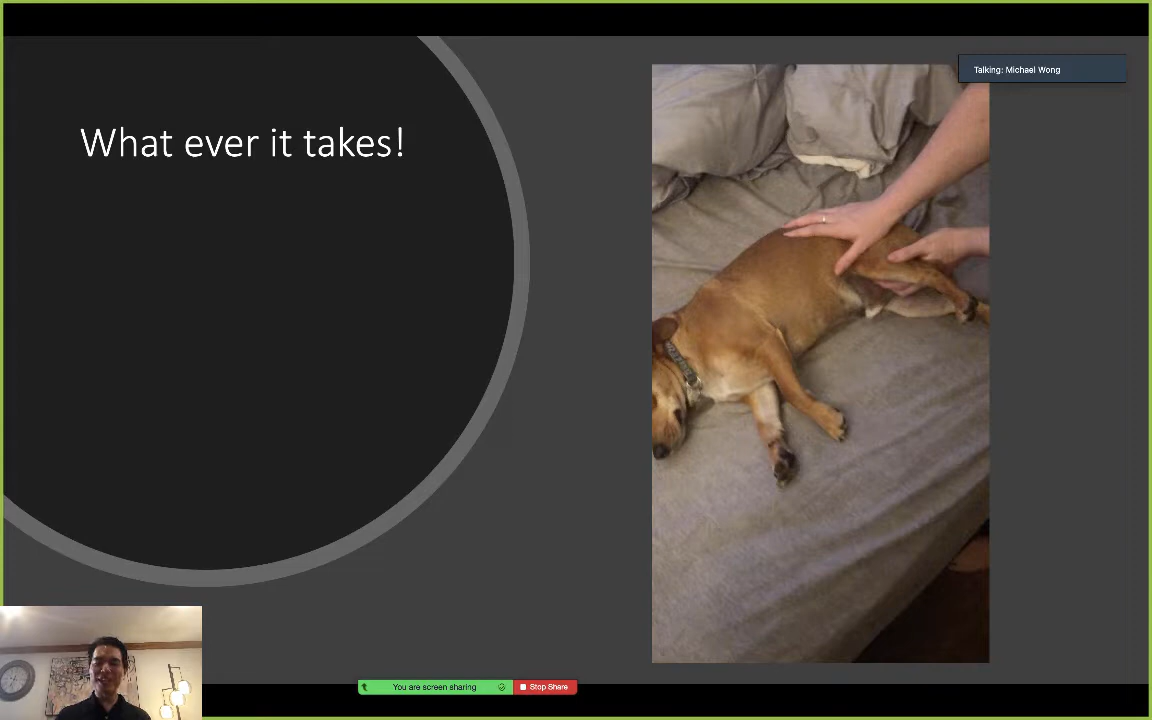 Talking: Michael Wong
What ever it takes!
You are screen sharing
Stop Share